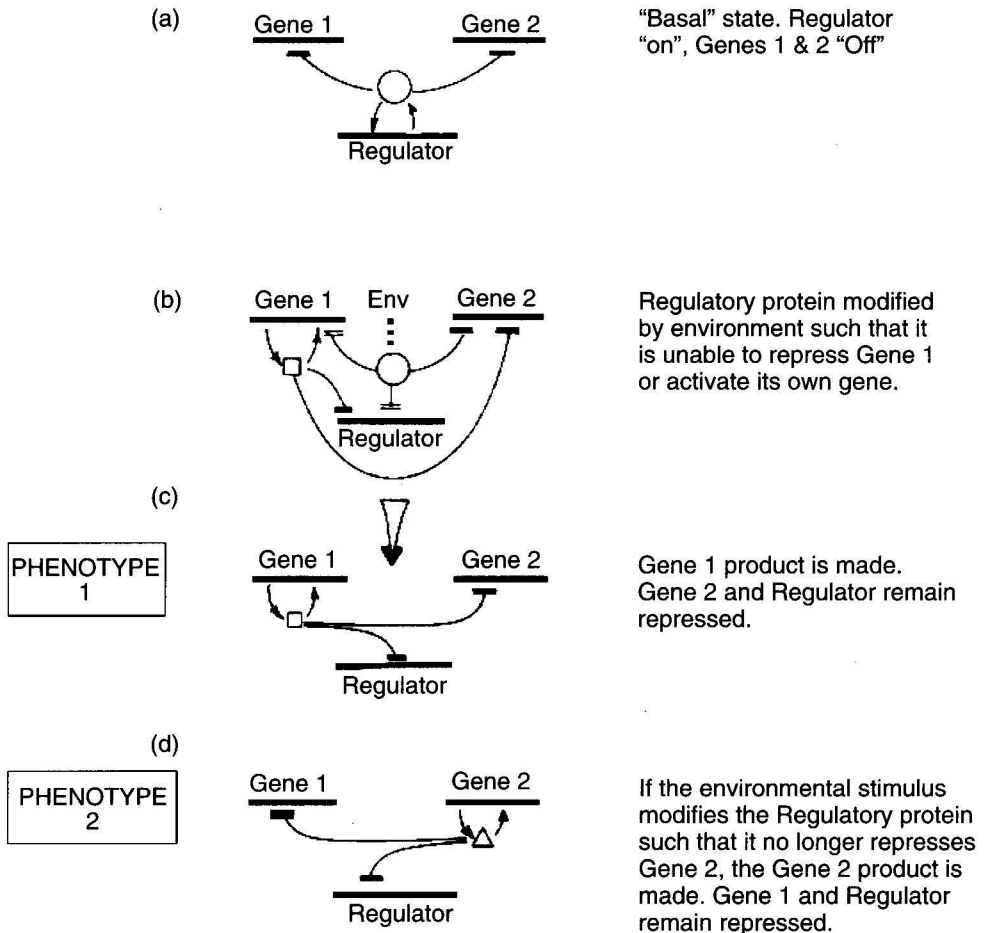 (a)
Gene 1
Gene 2
Regulator
"Basal" state. Regulator
"on", Genes 1 & 2 "Off"
(b)
Gene 1
Env
Gene 2
Regulator
Regulatory protein modified
by environment such that it
is unable to repress Gene 1
or activate its own gene.
(c)
PHENOTYPE
1
Gene 1
Gene 2
Regulator
Gene 1 product is made.
Gene 2 and Regulator remain
repressed.
(d)
PHENOTYPE
2
Gene 1
Gene 2
Regulator
If the environmental stimulus
modifies the Regulatory protein
such that it no longer represses
Gene 2, the Gene 2 product is
made. Gene 1 and Regulator
remain repressed.